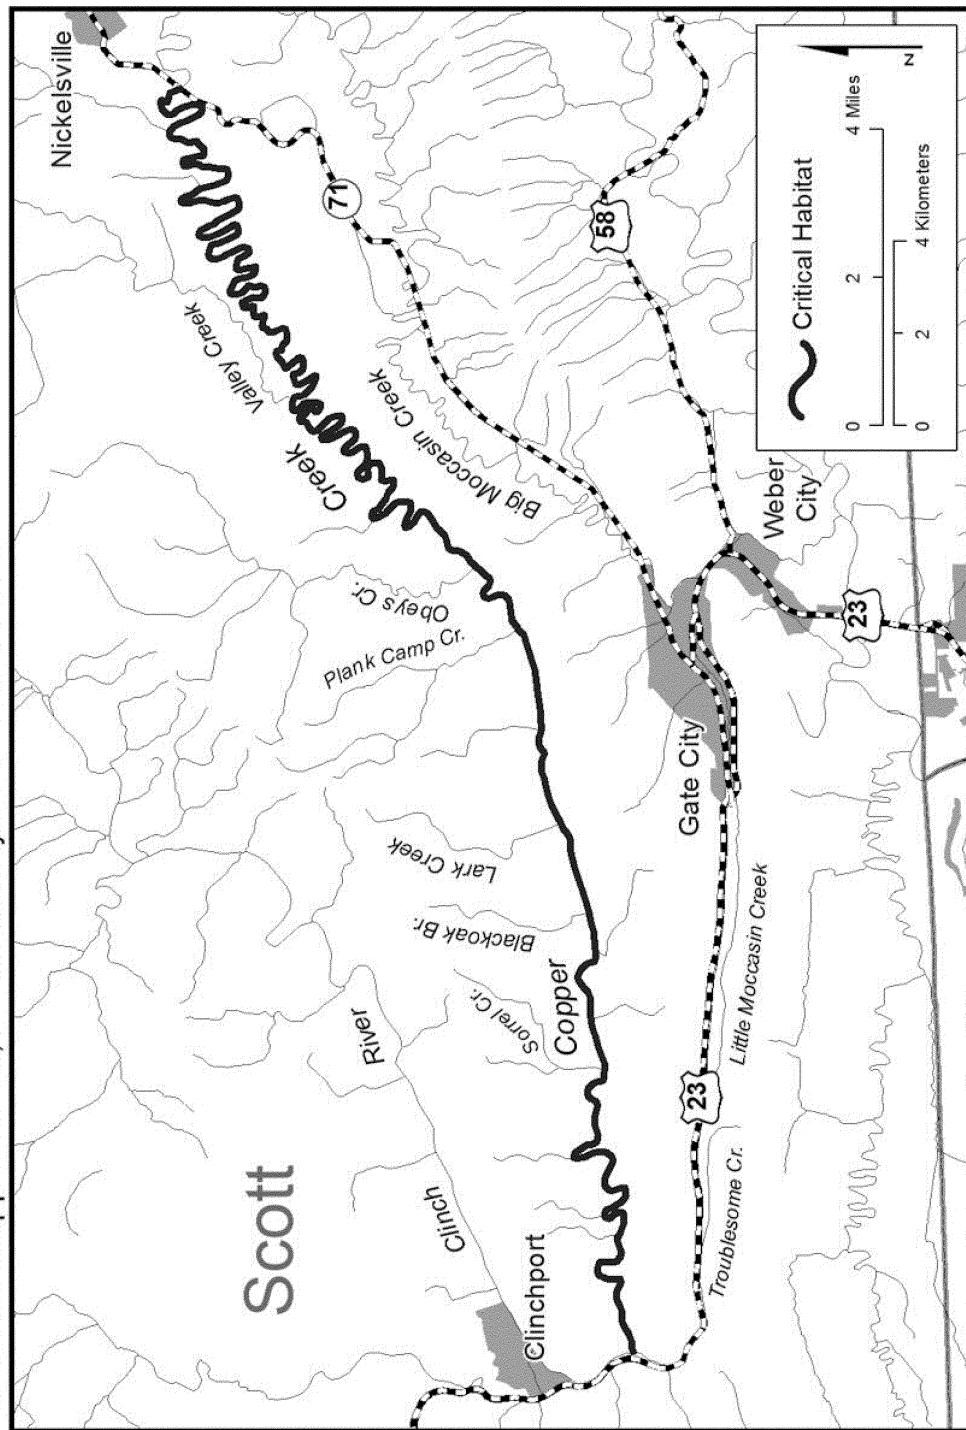 Nickelsville
Valley Creek
Creek
71
Big Moccasin Creek
58
Obeys Cr.
Plank Camp Cr.
Weber
City
23
Gate City
Lark Creek
Blackoak Br.
Copper
Sorrel Cr.
River
Little Moccasin Creek
23
Scott
Clinch
Clinchport
Troublesome Cr.
N
Critical Habitat
0 2 4 Miles
0 2 4 Kilometers